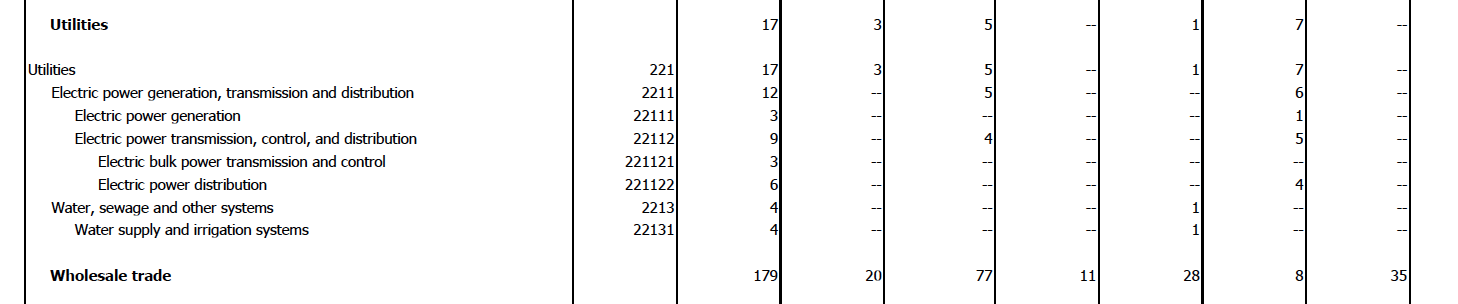 Utilities 17 3 5 -- 1 7 --
Utilities 221 17 3 5 -- 1 7 --
Electric power generation, transmission and distribution 2211 12 -- 5 -- -- 6 --
Electric power generation 22111 3 -- -- -- -- 1 --
Electric power transmission, control, and distribution 22112 9 -- 4 -- -- 5 --
Electric bulk power transmission and control 221121 3 -- -- -- -- -- --
Electric power distribution 221122 6 -- -- -- -- 4 --
Water, sewage and other systems 2213 4 -- -- -- 1 -- --
Water supply and irrigation systems 22131 4 -- -- -- 1 -- --
Wholesale trade 179 20 77 11 28 8 35